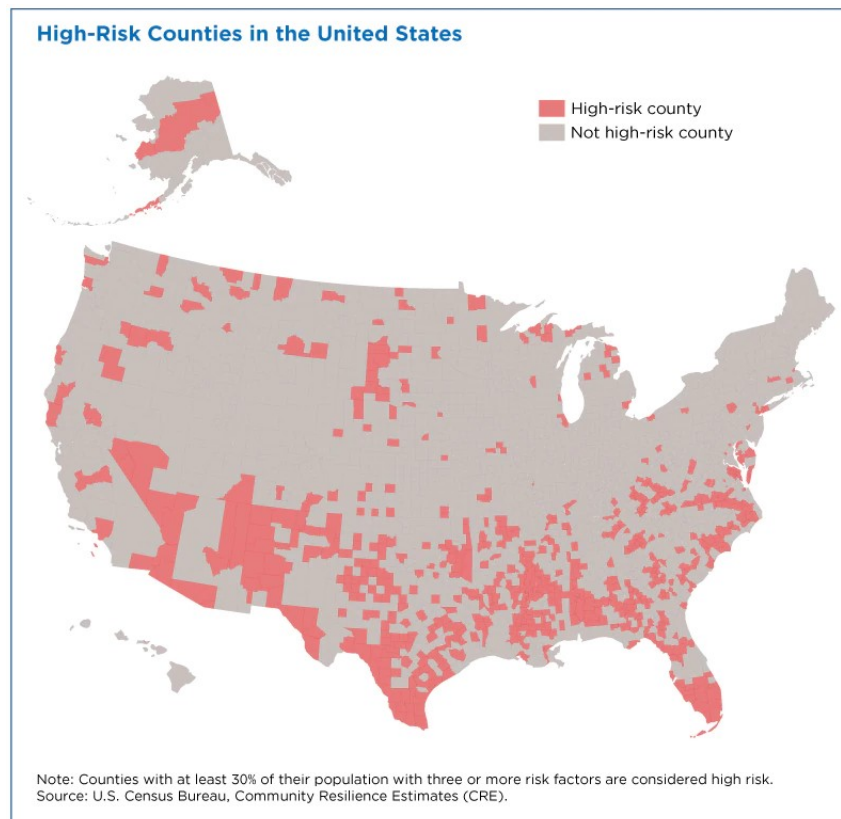 High-Risk Counties in the United States
High-risk county
Not high-risk county
Note: Counties with at least 30% of their population with three or more risk factors are considered high risk.
Source: U.S. Census Bureau, Community Resilience Estimates (CRE).